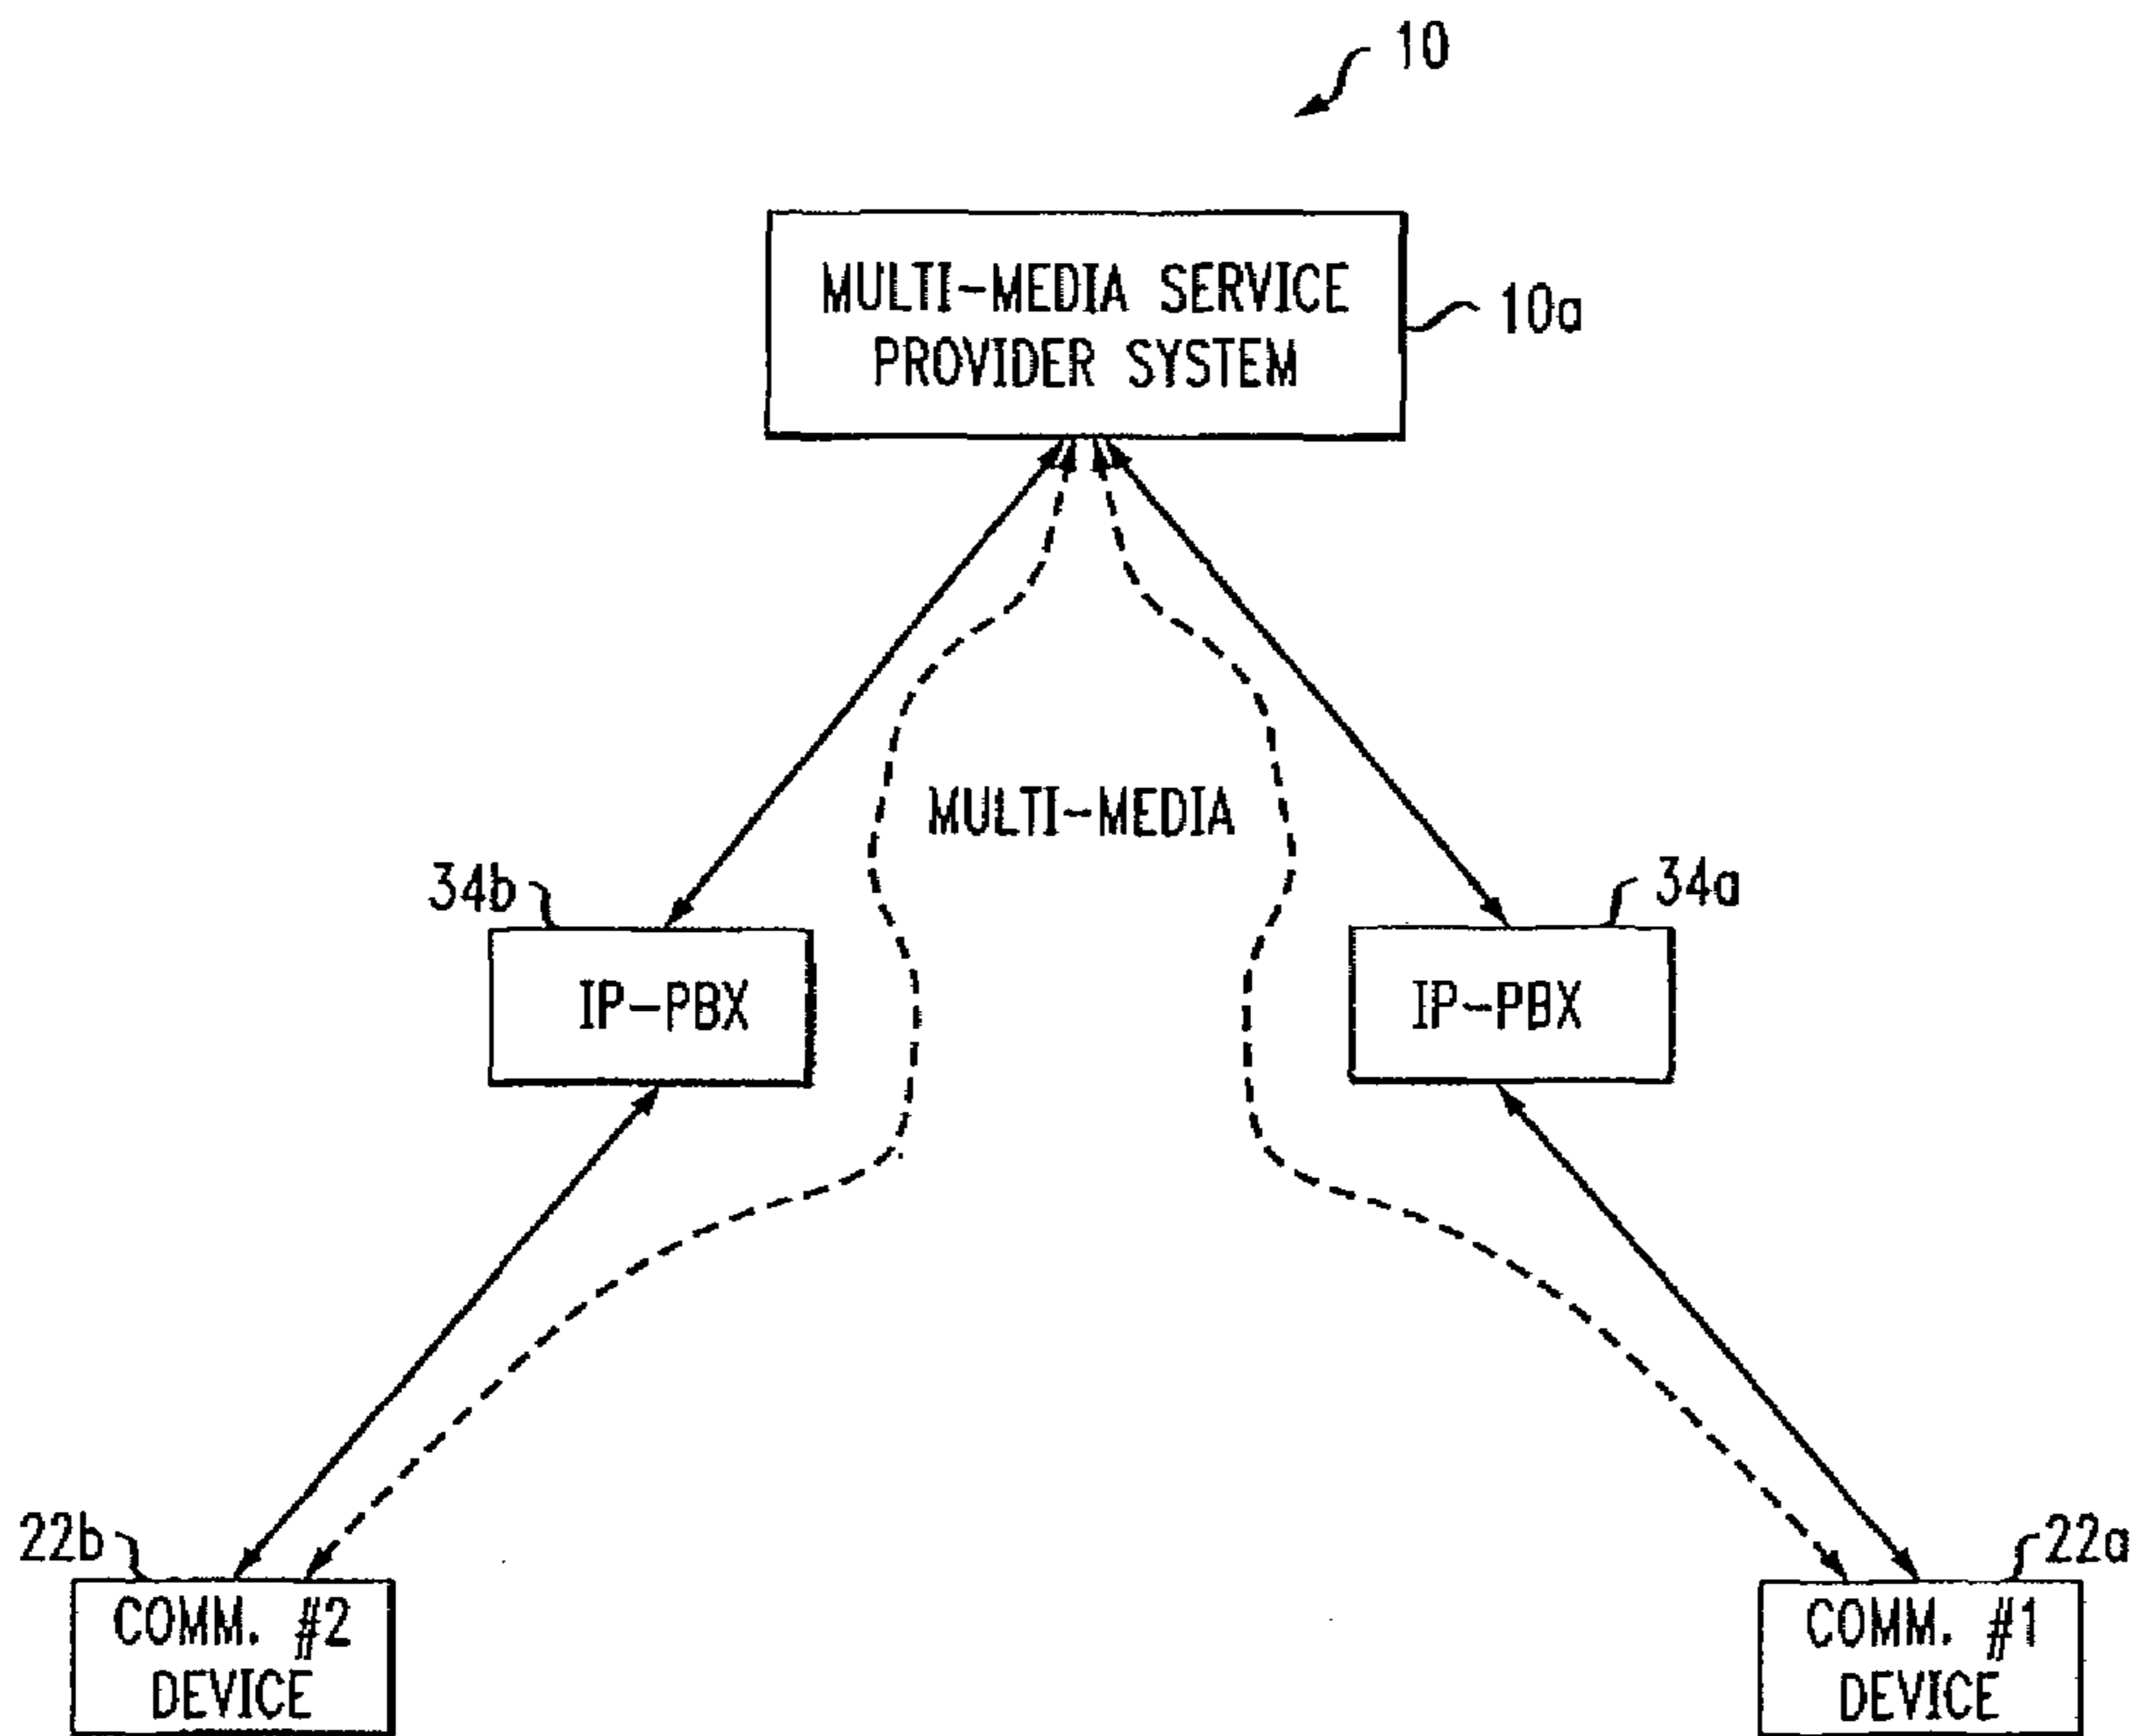 10
MULTI-MEDIA SERVICE
PROVIDER SYSTEM
10a
MULTI-MEDIA
34b
34a
IP-PBX
IP-PBX
22b
22a
COMM. #2
DEVICE
COMM. #1
DEVICE